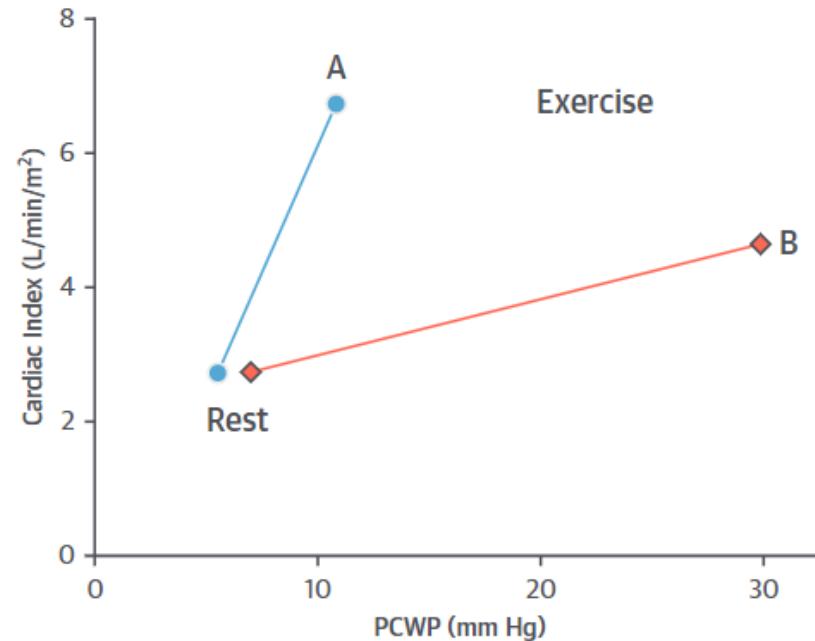 8
A
Exercise
6
B
4
Rest
2
0
0 10 20 30
Cardiac Index (L/min/m²)
PCWP (mm Hg)